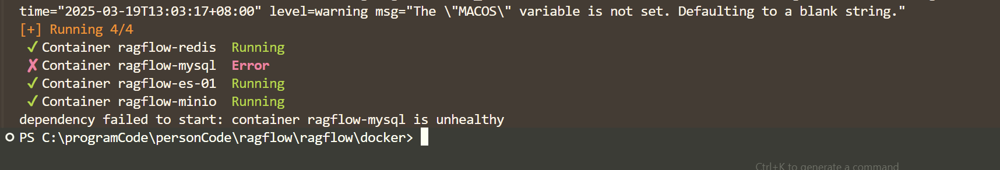 time="2025-03-19T13:03:17+08:00" level=warning msg="The \"MACOS\" variable is not set. Defaulting to a blank string."
[+] Running 4/4
✓ Container ragflow-redis  Running
✗ Container ragflow-mysql  Error
✓ Container ragflow-es-01  Running
✓ Container ragflow-minio  Running
dependency failed to start: container ragflow-mysql is unhealthy
PS C:\programCode\personCode\ragflow\ragflow\docker>
Ctrl+K to generate a command